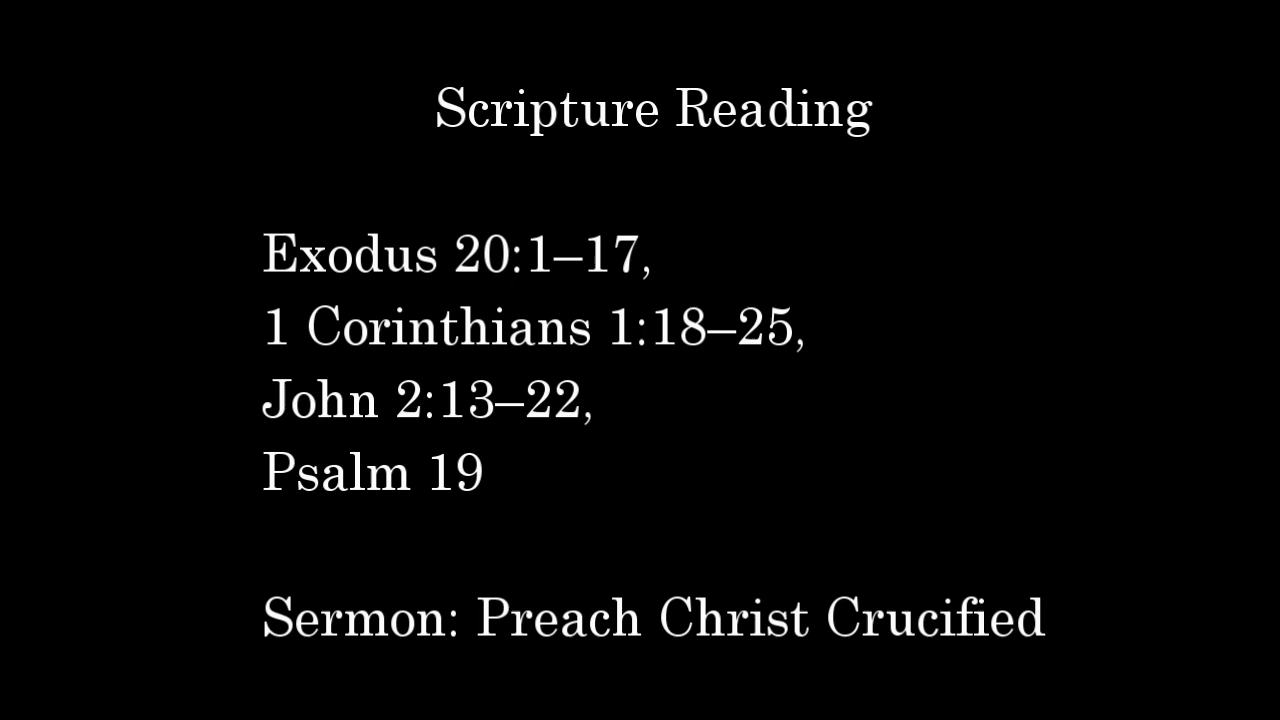 Scripture Reading
Exodus 20:1–17,
1 Corinthians 1:18–25,
John 2:13–22,
Psalm 19
Sermon: Preach Christ Crucified